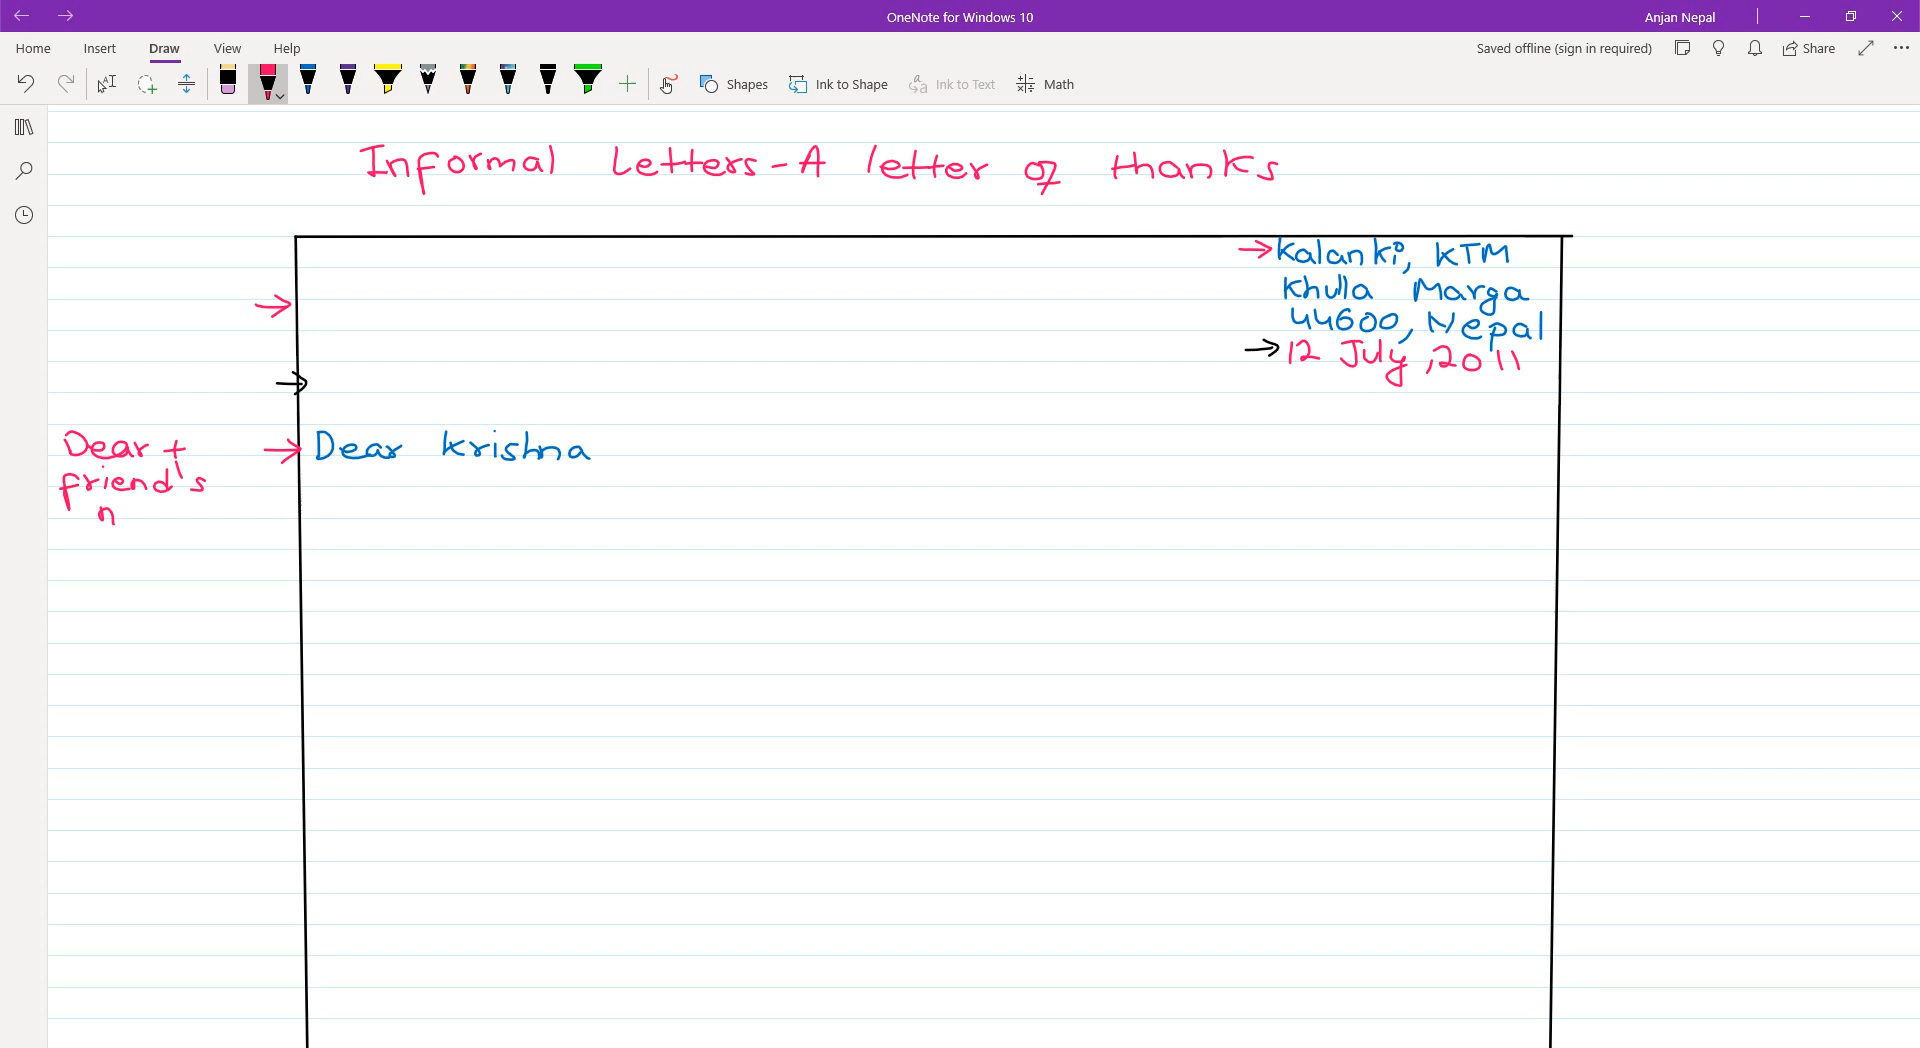 OneNote for Windows 10
Anjan Nepal
Home Insert Draw View Help
Saved offline (sign in required)
Share
Shapes
Ink to Shape
Ink to Text
Math
Informal Letters - A letter of thanks
Kalanki, KTM
Khulla Marga
44600, Nepal
12 July, 2011
Dear +
friend's
n
Dear Krishna